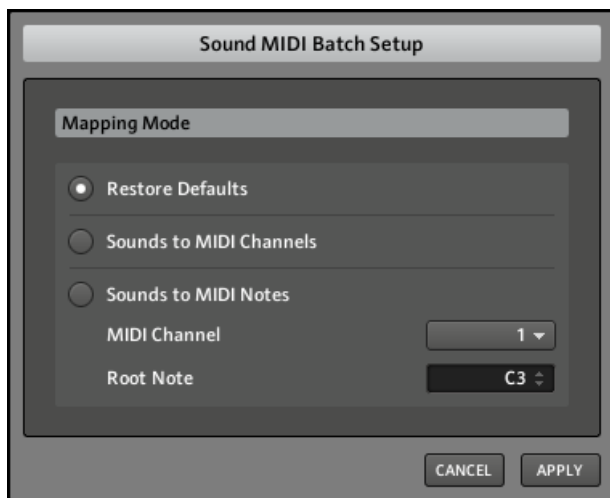 Sound MIDI Batch Setup
Mapping Mode
Restore Defaults
Sounds to MIDI Channels
Sounds to MIDI Notes
MIDI Channel 1
Root Note C3
CANCEL APPLY